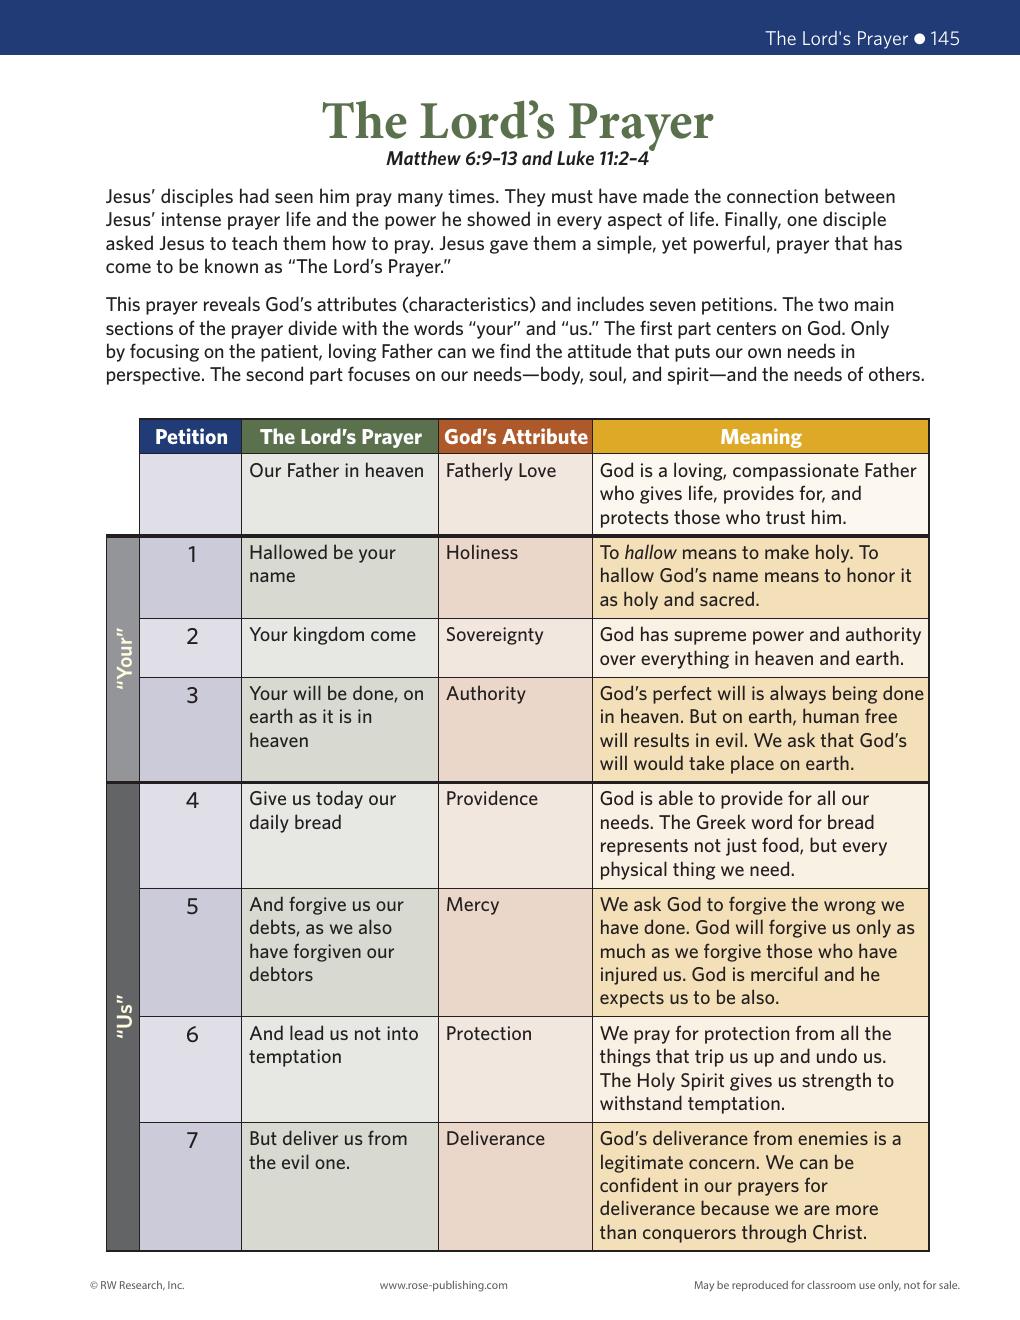 The Lord's Prayer ● 145
The Lord’s Prayer
Matthew 6:9–13 and Luke 11:2–4
Jesus’ disciples had seen him pray many times. They must have made the connection between
Jesus’ intense prayer life and the power he showed in every aspect of life. Finally, one disciple
asked Jesus to teach them how to pray. Jesus gave them a simple, yet powerful, prayer that has
come to be known as “The Lord’s Prayer.”
This prayer reveals God’s attributes (characteristics) and includes seven petitions. The two main
sections of the prayer divide with the words “your” and “us.” The first part centers on God. Only
by focusing on the patient, loving Father can we find the attitude that puts our own needs in
perspective. The second part focuses on our needs—body, soul, and spirit—and the needs of others.
Petition
The Lord’s Prayer
God’s Attribute
Meaning
Our Father in heaven
Fatherly Love
God is a loving, compassionate Father
who gives life, provides for, and
protects those who trust him.
“Your”
1
Hallowed be your
name
Holiness
To hallow means to make holy. To
hallow God’s name means to honor it
as holy and sacred.
2
Your kingdom come
Sovereignty
God has supreme power and authority
over everything in heaven and earth.
3
Your will be done, on
earth as it is in
heaven
Authority
God’s perfect will is always being done
in heaven. But on earth, human free
will results in evil. We ask that God’s
will would take place on earth.
“Us”
4
Give us today our
daily bread
Providence
God is able to provide for all our
needs. The Greek word for bread
represents not just food, but every
physical thing we need.
5
And forgive us our
debts, as we also
have forgiven our
debtors
Mercy
We ask God to forgive the wrong we
have done. God will forgive us only as
much as we forgive those who have
injured us. God is merciful and he
expects us to be also.
6
And lead us not into
temptation
Protection
We pray for protection from all the
things that trip us up and undo us.
The Holy Spirit gives us strength to
withstand temptation.
7
But deliver us from
the evil one.
Deliverance
God’s deliverance from enemies is a
legitimate concern. We can be
confident in our prayers for
deliverance because we are more
than conquerors through Christ.
© RW Research, Inc.
www.rose-publishing.com
May be reproduced for classroom use only, not for sale.